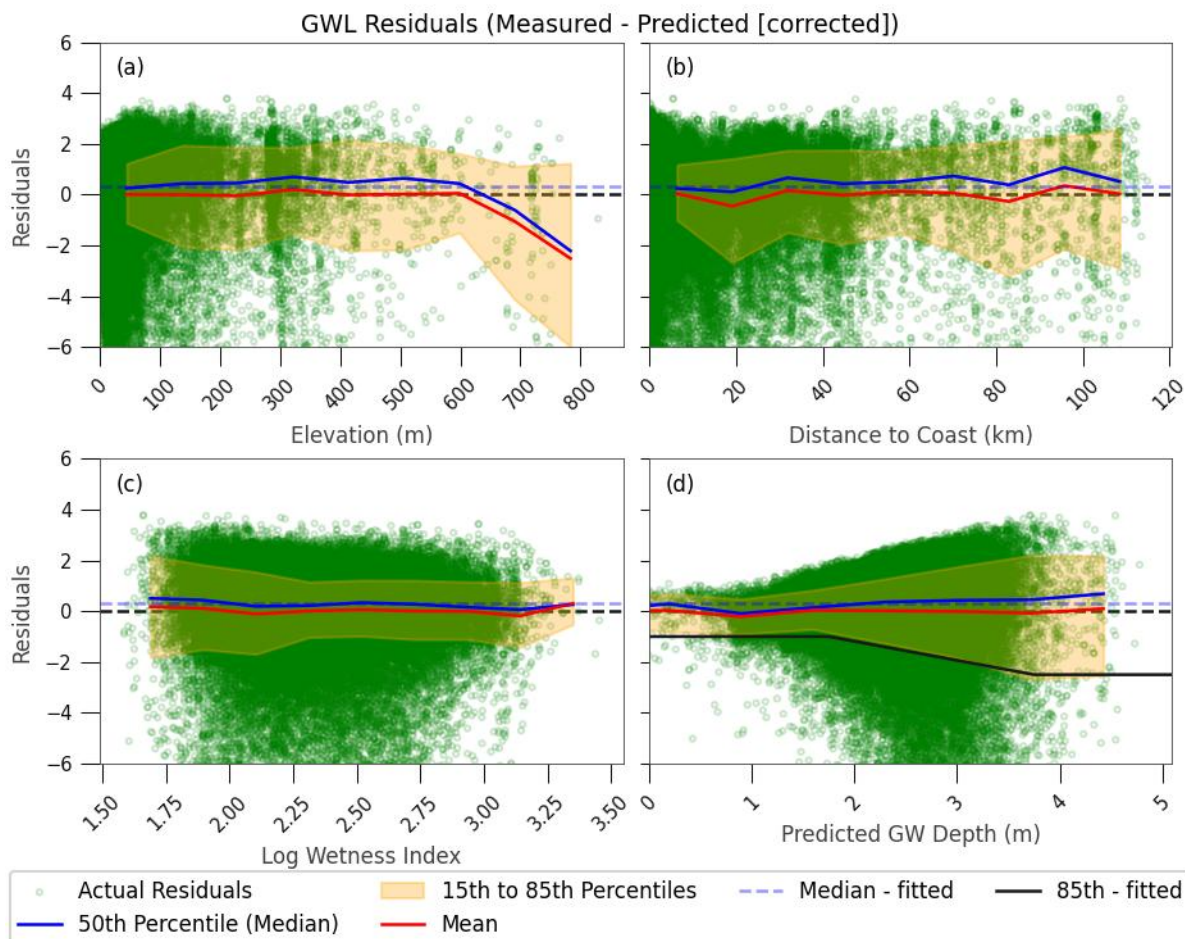 GWL Residuals (Measured - Predicted [corrected])
6
4
2
0
-2
-4
-6
Residuals
(a)
0
100
200
300
400
500
600
700
800
Elevation (m)
(b)
0
20
40
60
80
100
120
Distance to Coast (km)
6
4
2
0
-2
-4
-6
Residuals
(c)
1.50
1.75
2.00
2.25
2.50
2.75
3.00
3.25
3.50
Log Wetness Index
(d)
0
1
2
3
4
5
Predicted GW Depth (m)
Actual Residuals
15th to 85th Percentiles
Median - fitted
85th - fitted
50th Percentile (Median)
Mean